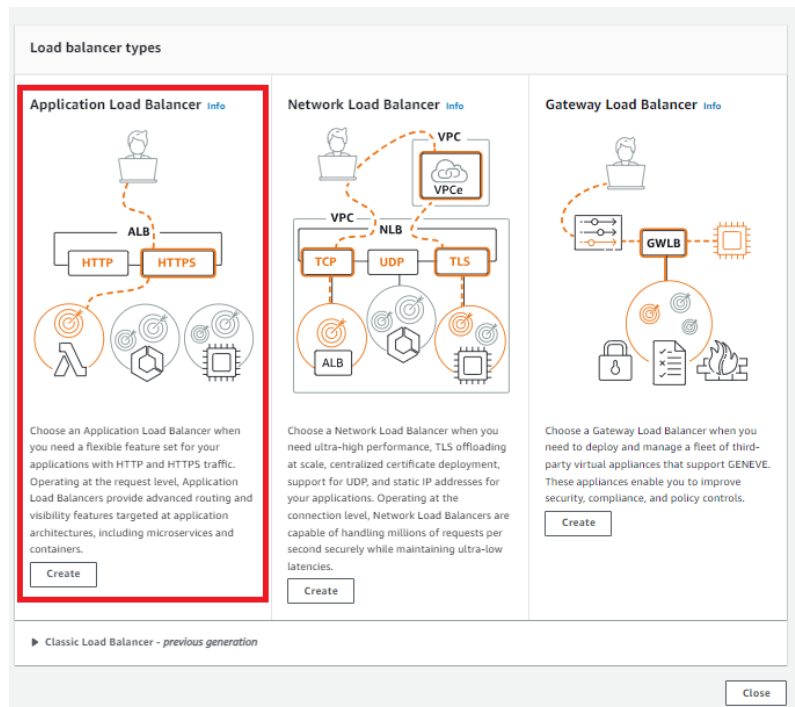 Load balancer types
Application Load Balancer Info
ALB
HTTP
HTTPS
Choose an Application Load Balancer when
you need a flexible feature set for your
applications with HTTP and HTTPS traffic.
Operating at the request level, Application
Load Balancers provide advanced routing and
visibility features targeted at application
architectures, including microservices and
containers.
Create
Network Load Balancer Info
VPC
VPCe
VPC
NLB
TCP
UDP
TLS
ALB
Choose a Network Load Balancer when you
need ultra-high performance, TLS offloading
at scale, centralized certificate deployment,
support for UDP, and static IP addresses for
your applications. Operating at the
connection level, Network Load Balancers are
capable of handling millions of requests per
second securely while maintaining ultra-low
latencies.
Create
Gateway Load Balancer Info
GWLB
Choose a Gateway Load Balancer when you
need to deploy and manage a fleet of third-
party virtual appliances that support GENEVE.
These appliances enable you to improve
security, compliance, and policy controls.
Create
Classic Load Balancer - previous generation
Close